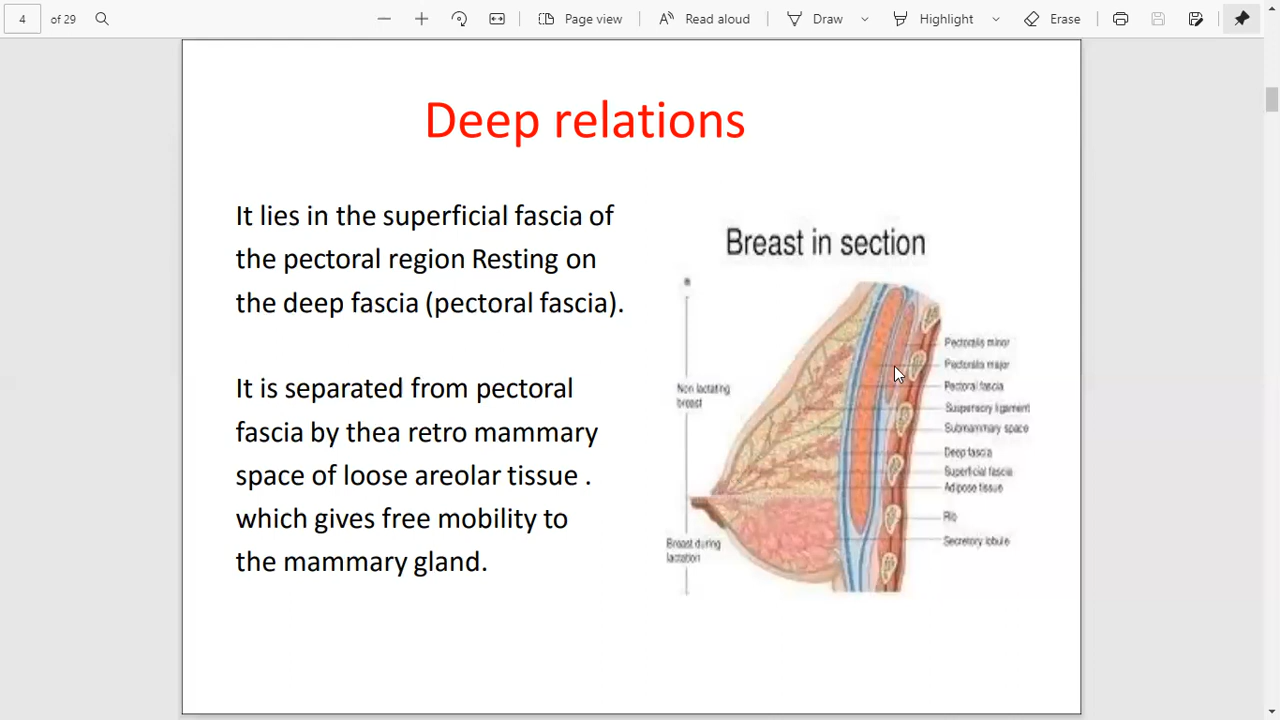 4 of 29 Page view Read aloud Draw Highlight Erase
Deep relations
It lies in the superficial fascia of
the pectoral region Resting on
the deep fascia (pectoral fascia).
It is separated from pectoral
fascia by thea retro mammary
space of loose areolar tissue .
which gives free mobility to
the mammary gland.
Breast in section
Pectoralis minor
Pectoralis major
Pectoral fascia
Suspensory ligament
Submammary space
Deep fascia
Superficial fascia
Adipose tissue
Rib
Secretory lobule
Non lactating
breast
Breast during
lactation